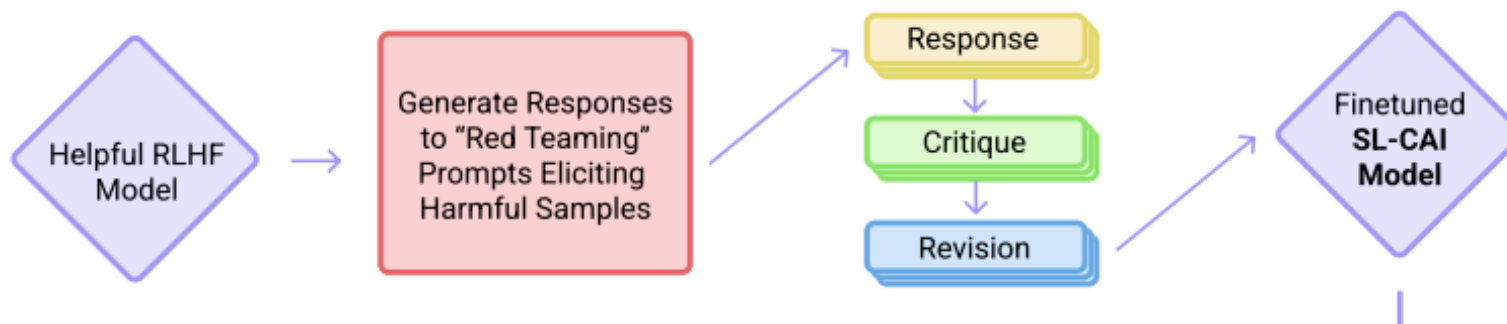 Helpful RLHF
Model
Generate Responses
to “Red Teaming”
Prompts Eliciting
Harmful Samples
Response
Critique
Revision
Finetuned
SL-CAI
Model